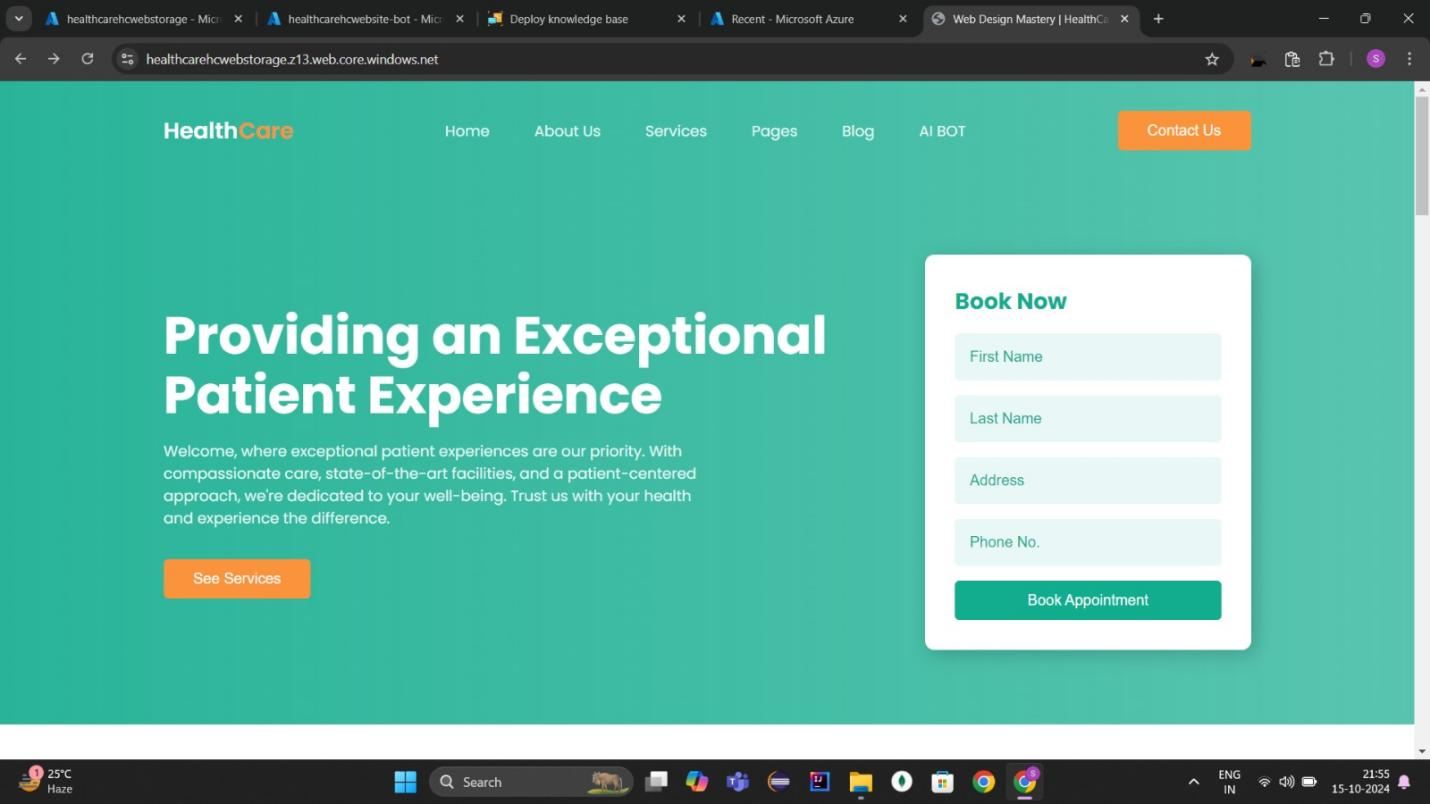 healthcarehcwebstorage - Micr
healthcarehcwebsite-bot - Micr
Deploy knowledge base
Recent - Microsoft Azure
Web Design Mastery | HealthCa
healthcarehcwebstorage.z13.web.core.windows.net
S
HealthCare
Home
About Us
Services
Pages
Blog
AI BOT
Contact Us
Providing an Exceptional
Patient Experience
Welcome, where exceptional patient experiences are our priority. With
compassionate care, state-of-the-art facilities, and a patient-centered
approach, we're dedicated to your well-being. Trust us with your health
and experience the difference.
See Services
Book Now
First Name
Last Name
Address
Phone No.
Book Appointment
1
25°C
Haze
Search
ENG
IN
21:55
15-10-2024